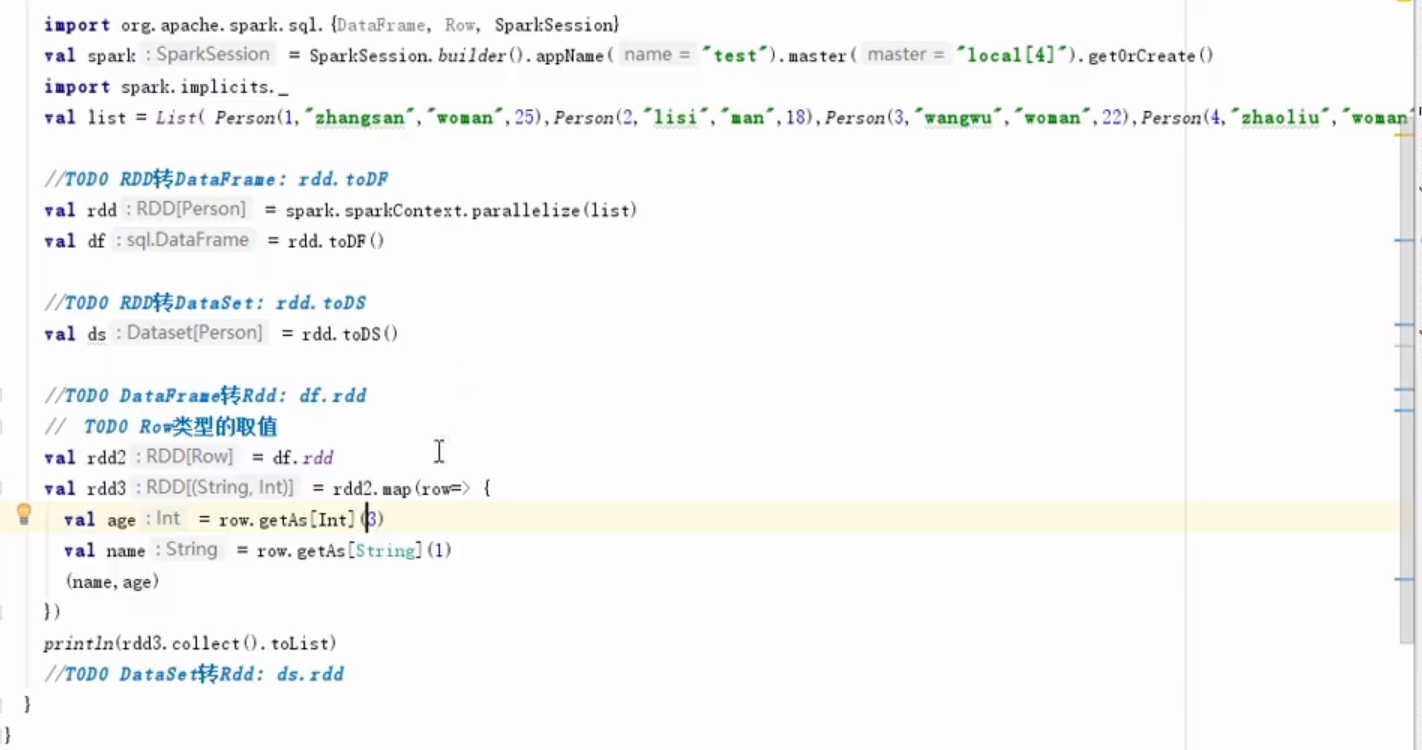 import org.apache.spark.sql.{DataFrame, Row, SparkSession}
val spark : SparkSession = SparkSession.builder().appName( name = "test").master( master = "local[4]").getOrCreate()
import spark.implicits._
val list = List( Person(1,"zhangsan","woman",25),Person(2,"lisi","man",18),Person(3,"wangwu","woman",22),Person(4,"zhaoliu","woman
//TODO RDD转DataFrame: rdd.toDF
val rdd : RDD[Person] = spark.sparkContext.parallelize(list)
val df : sql.DataFrame = rdd.toDF()
//TODO RDD转DataSet: rdd.toDS
val ds : Dataset[Person] = rdd.toDS()
//TODO DataFrame转Rdd: df.rdd
// TODO Row类型的取值
val rdd2 : RDD[Row] = df.rdd
val rdd3 : RDD[(String, Int)] = rdd2.map(row=> {
val age : Int = row.getAs[Int](3)
val name : String = row.getAs[String](1)
(name,age)
})
println(rdd3.collect().toList)
//TODO DataSet转Rdd: ds.rdd
}
}